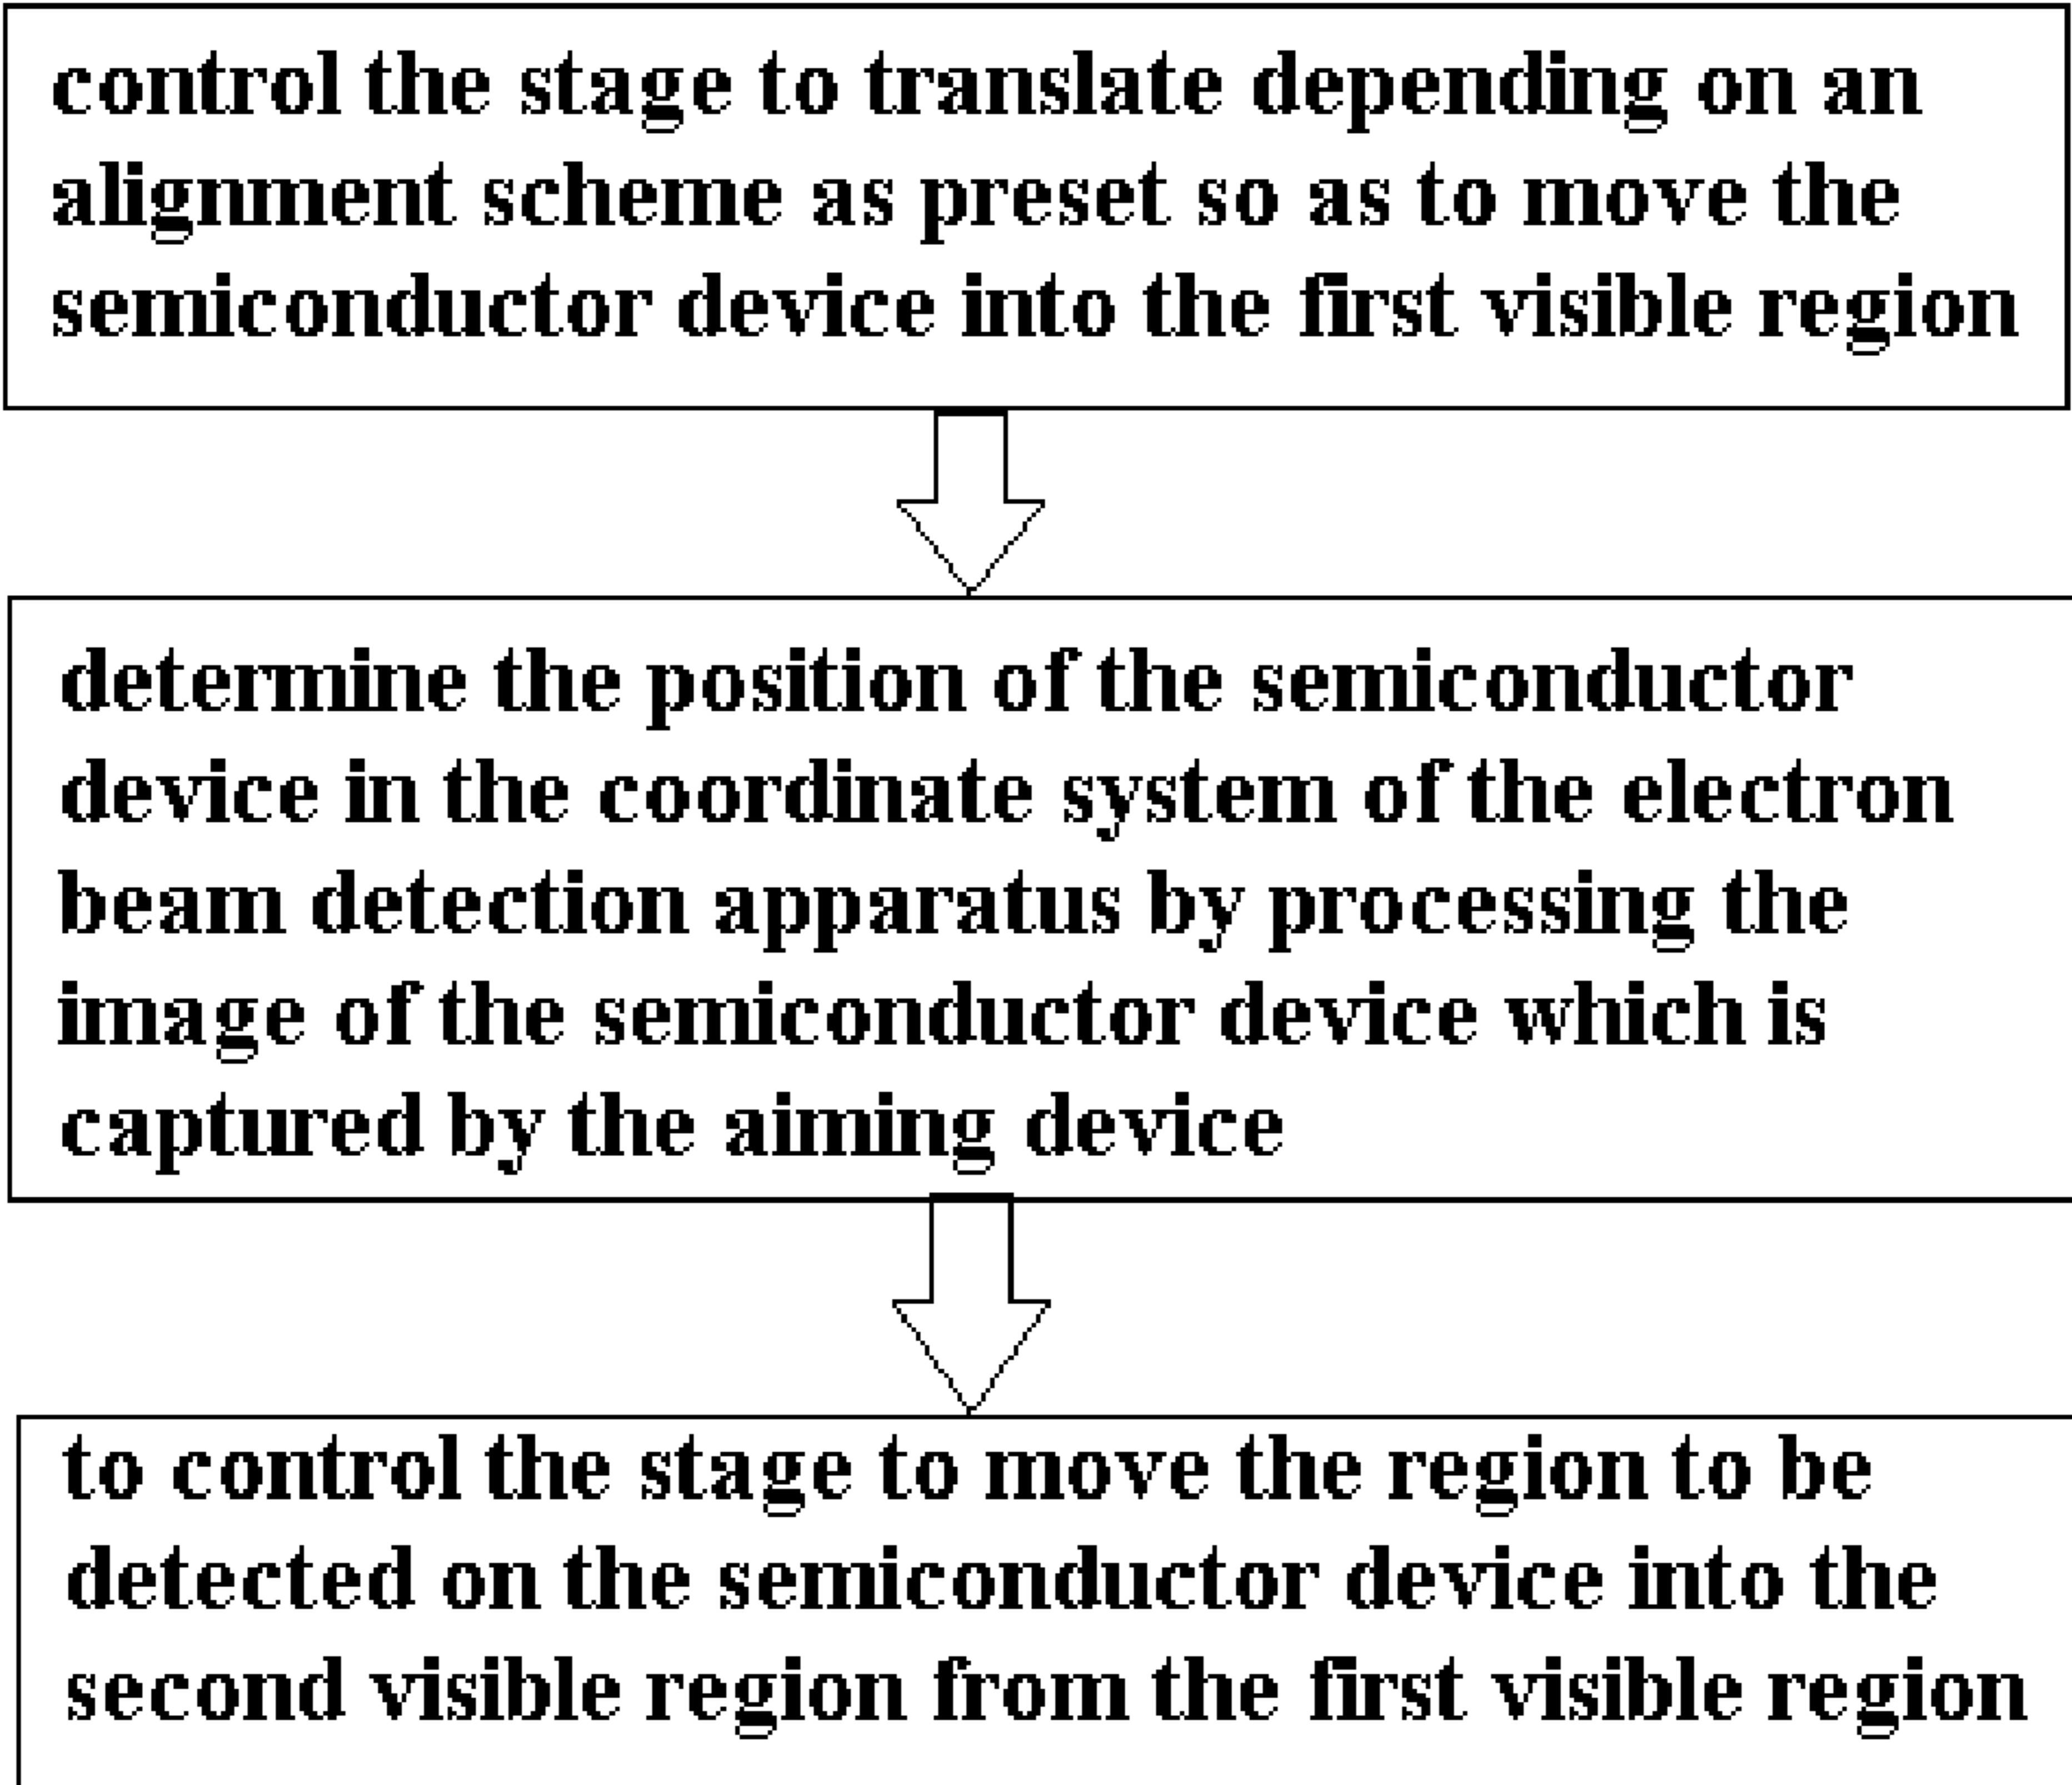 control the stage to translate depending on an
alignment scheme as preset so as to move the
semiconductor device into the first visible region
determine the position of the semiconductor
device in the coordinate system of the electron
beam detection apparatus by processing the
image of the semiconductor device which is
captured by the aiming device
to control the stage to move the region to be
detected on the semiconductor device into the
second visible region from the first visible region